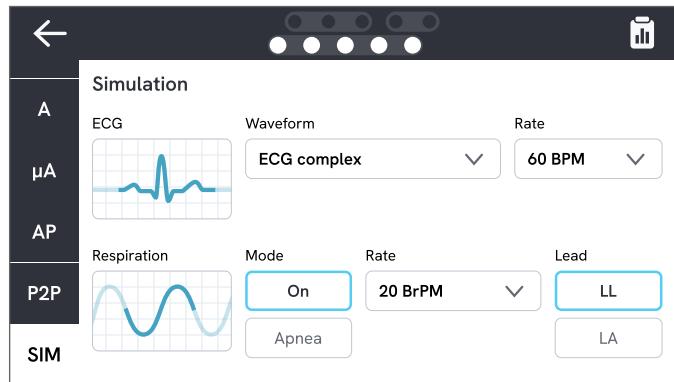 A
µA
AP
P2P
SIM
Simulation
ECG
Waveform
ECG complex
Rate
60 BPM
Respiration
Mode
On
Apnea
Rate
20 BrPM
Lead
LL
LA